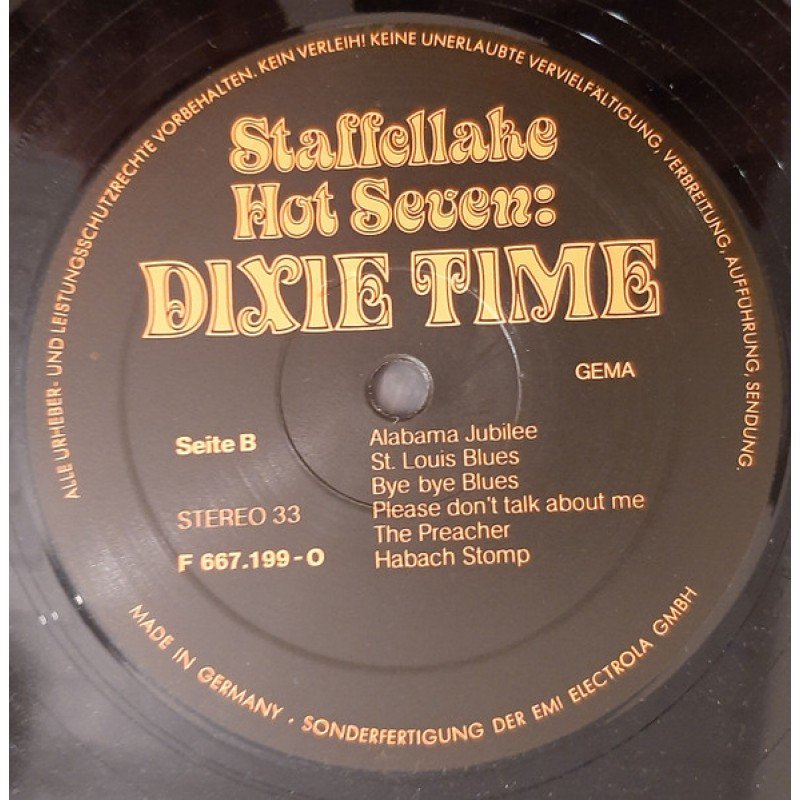 ALLE URHEBER- UND LEISTUNGSSCHUTZRECHTE VORBEHALTEN. KEIN VERLEIH! KEINE UNERLAUBTE VERVIELFÄLTIGUNG, VERBREITUNG, AUFFÜHRUNG, SENDUNG.
Staffellake
Hot Seven:
DIXIE TIME
GEMA
Seite B
STEREO 33
F 667.199-0
Alabama Jubilee
St. Louis Blues
Bye bye Blues
Please don't talk about me
The Preacher
Habach Stomp
MADE IN GERMANY · SONDERFERTIGUNG DER EMI ELECTROLA GMBH